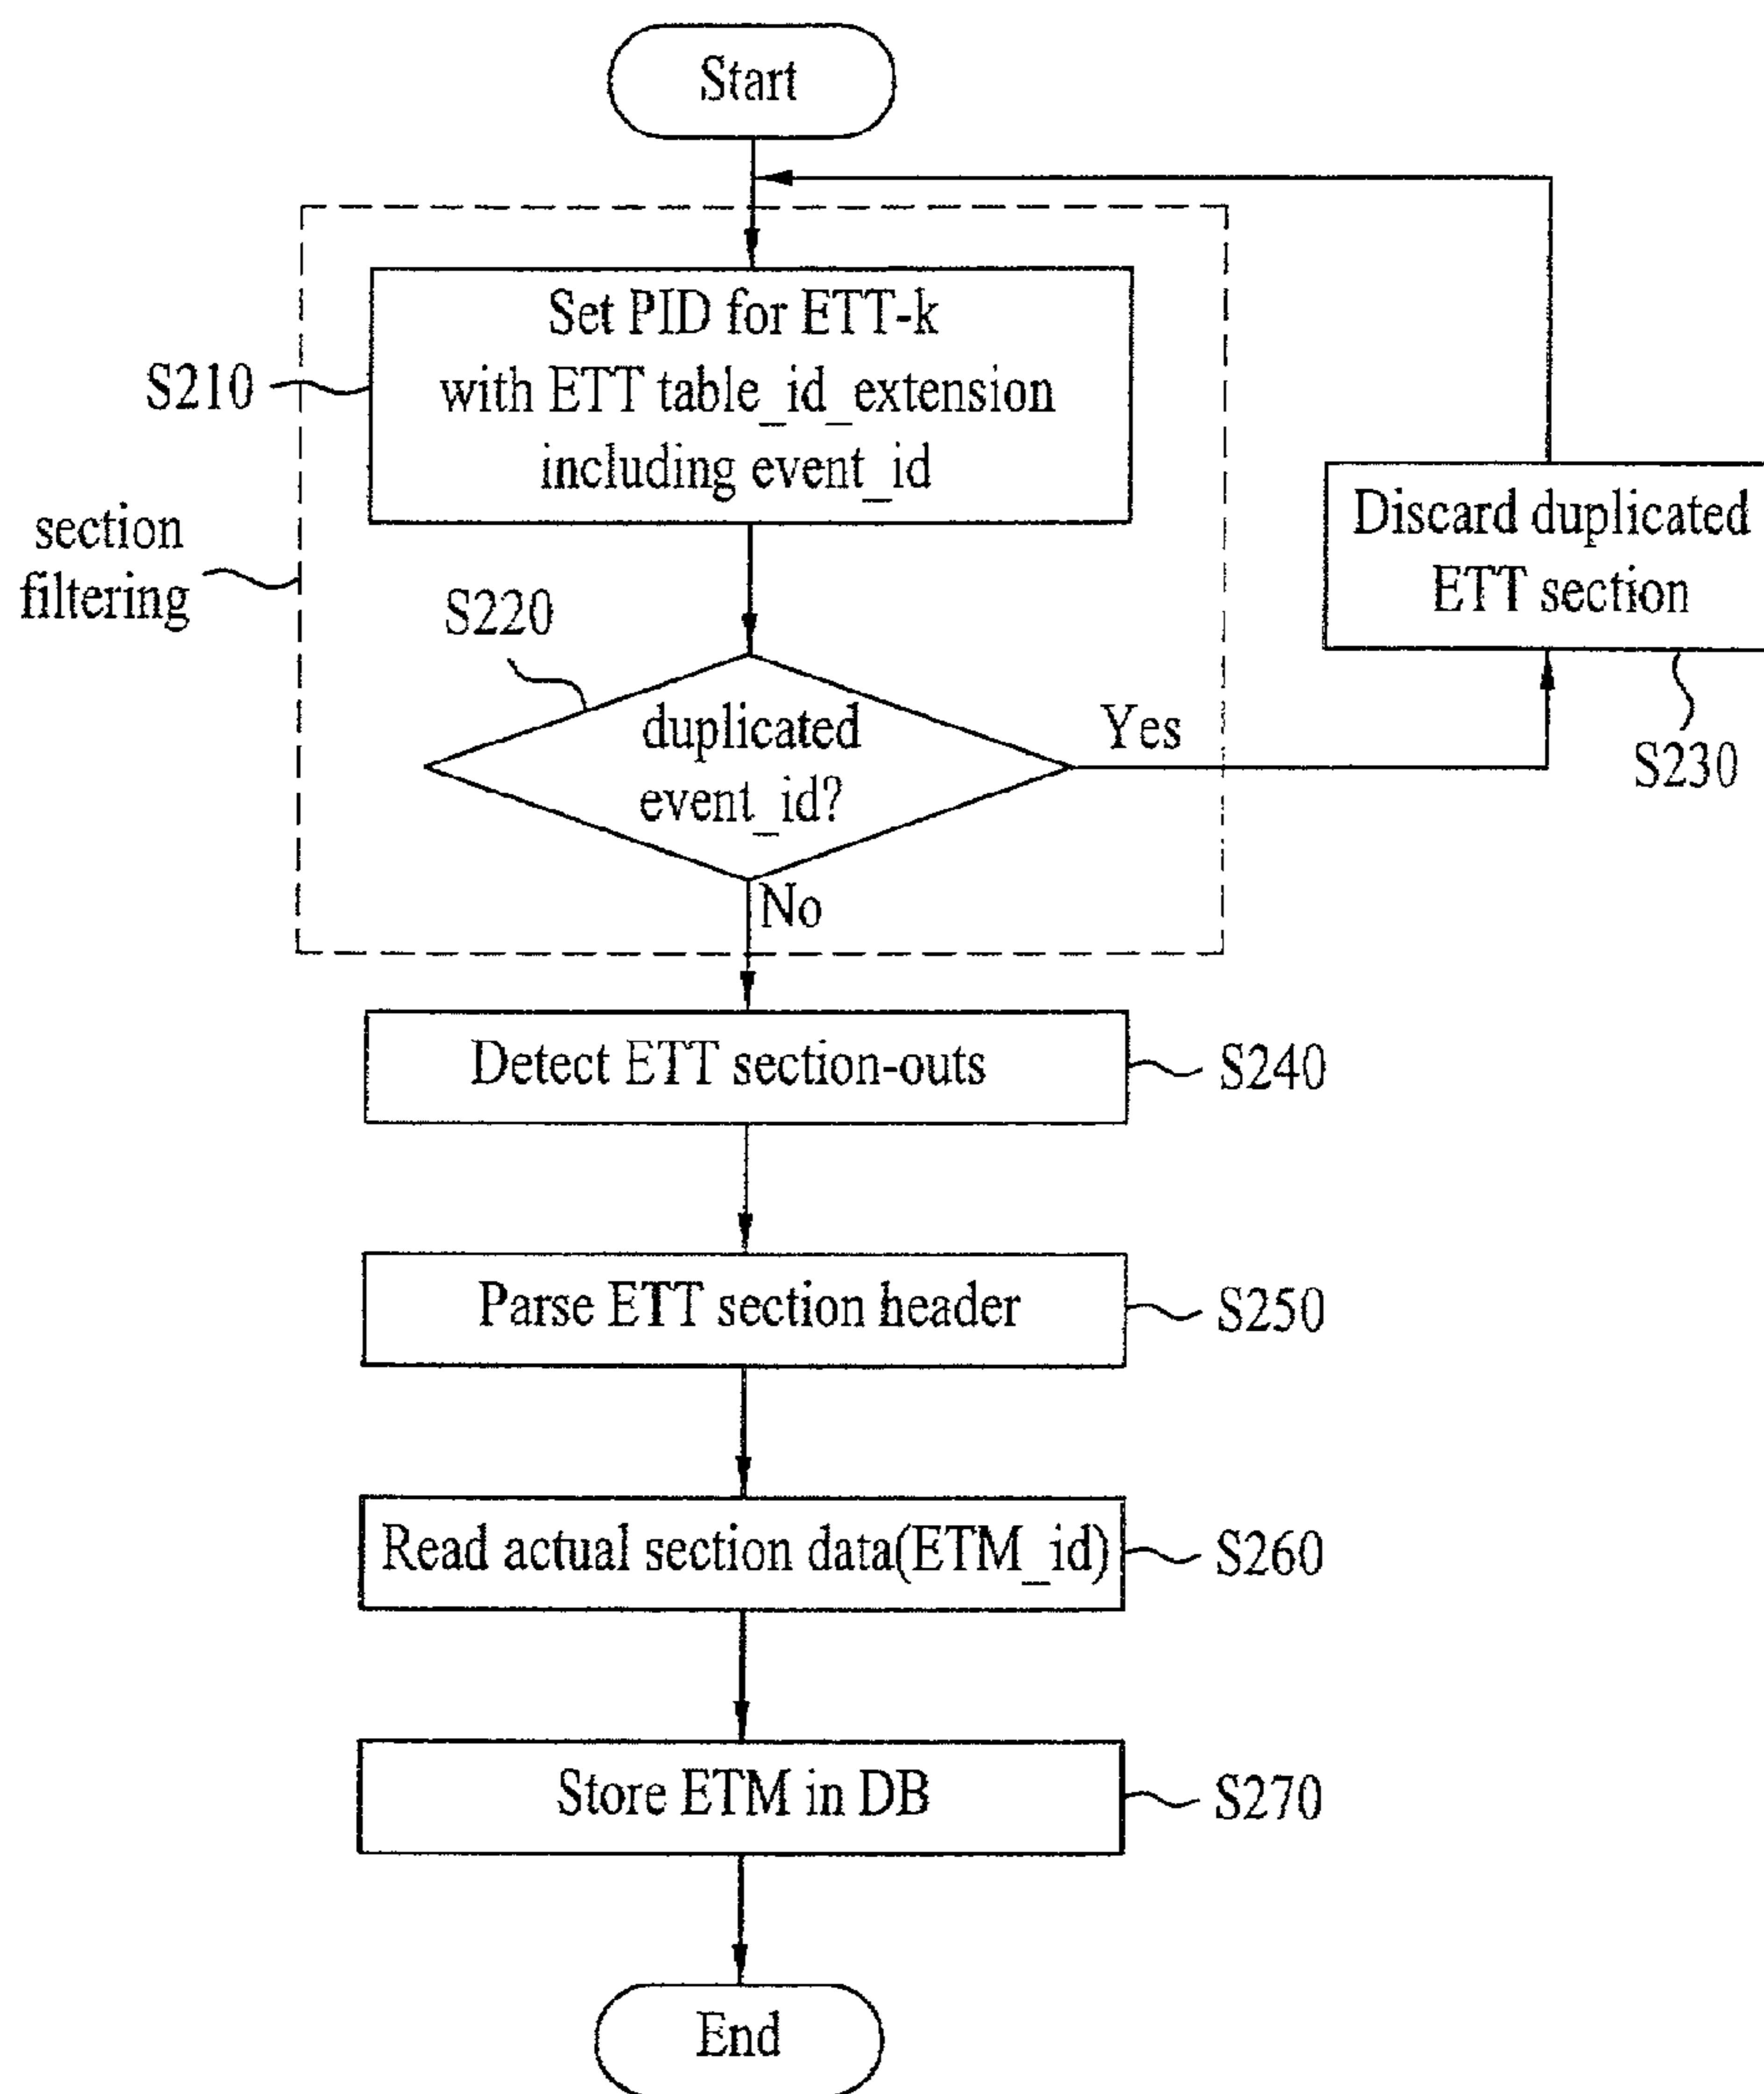 Start
Set PID for ETT-k
with ETT table_id_extension
including event_id
S210
section
filtering
Discard duplicated
ETT section
S220
duplicated
event_id?
Yes
S230
No
Detect ETT section-outs
S240
Parse ETT section header
S250
Read actual section data(ETM_id)
S260
Store ETM in DB
S270
End